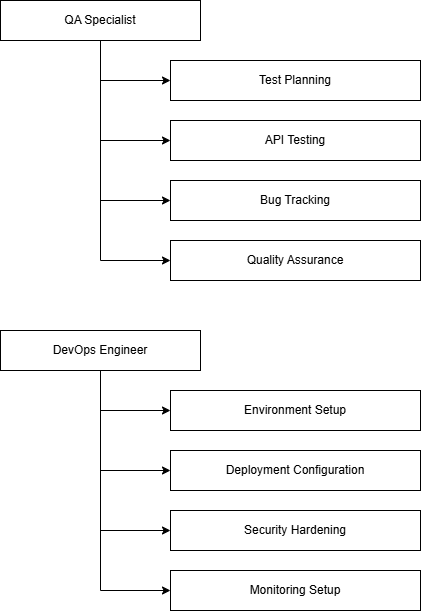 QA Specialist
Test Planning
API Testing
Bug Tracking
Quality Assurance
DevOps Engineer
Environment Setup
Deployment Configuration
Security Hardening
Monitoring Setup